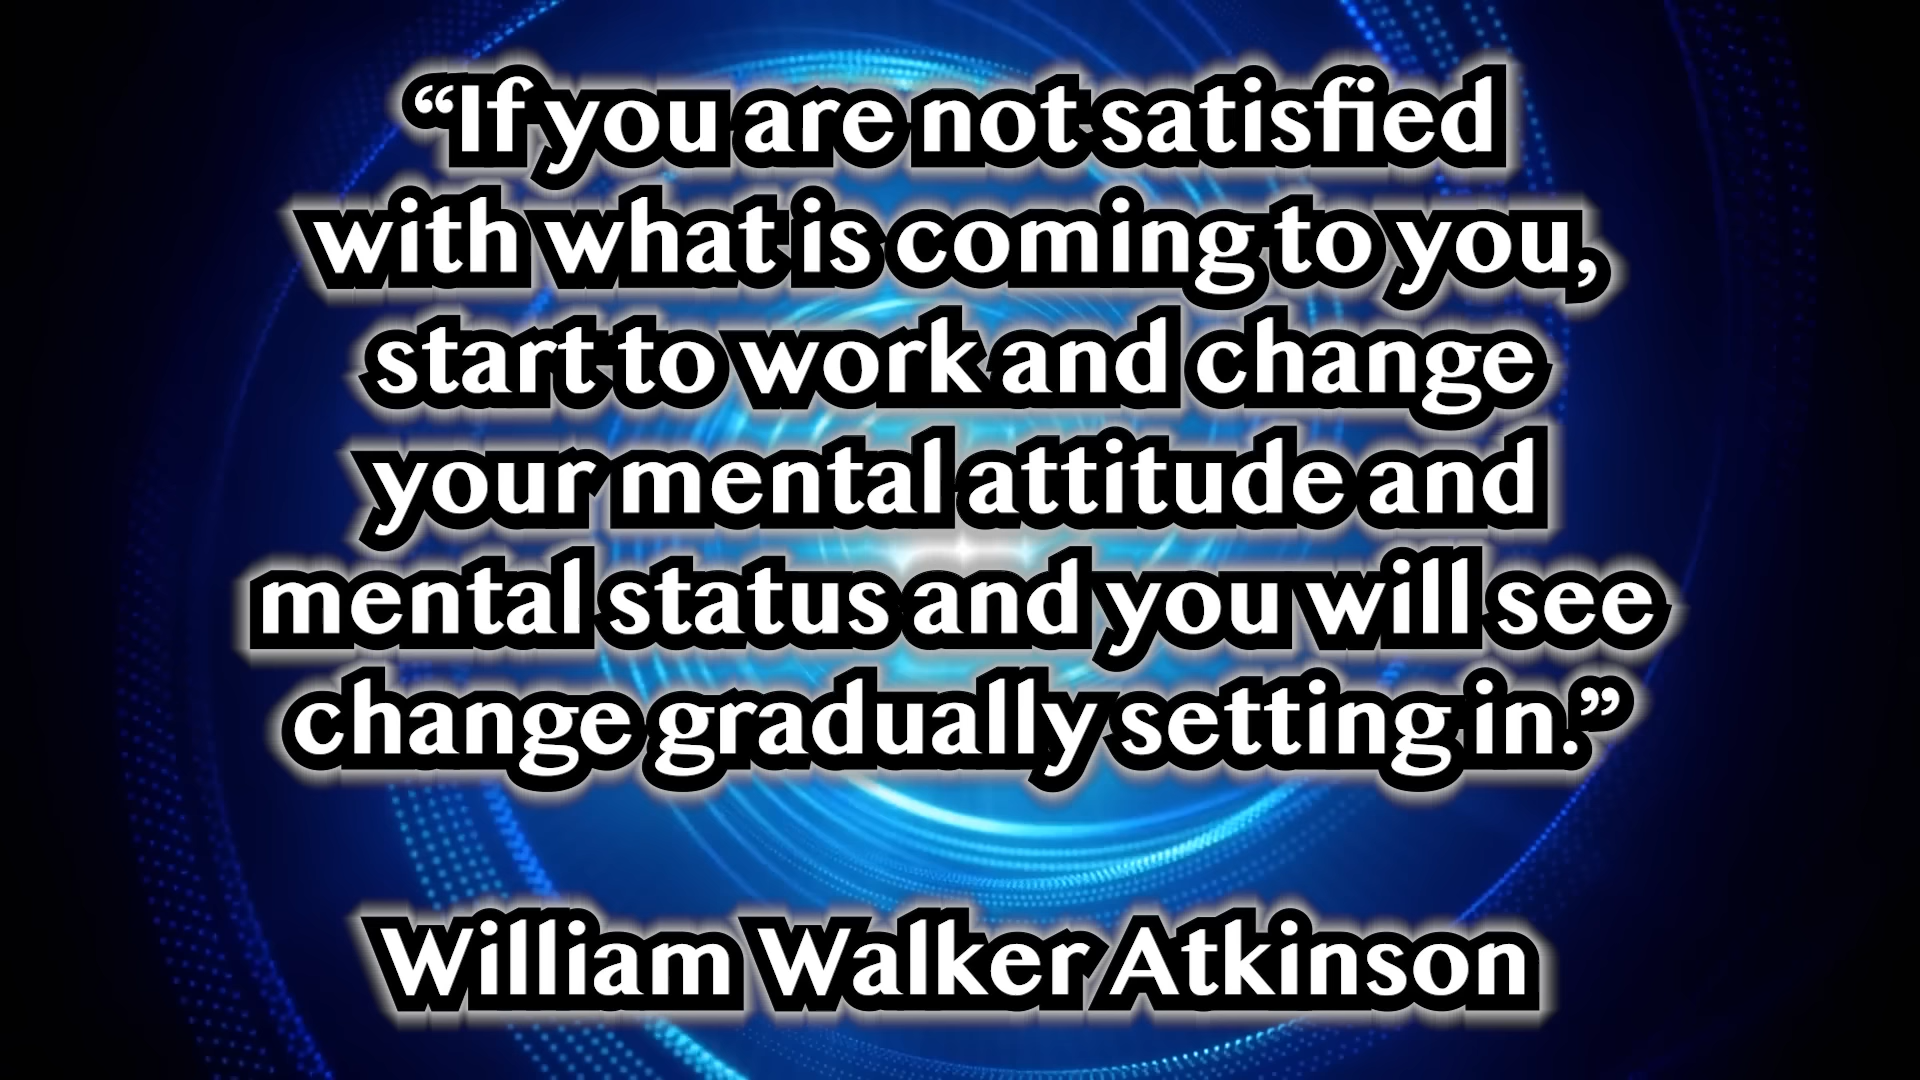 “If you are not satisfied
with what is coming to you,
start to work and change
your mental attitude and
mental status and you will see
change gradually setting in.”
William Walker Atkinson